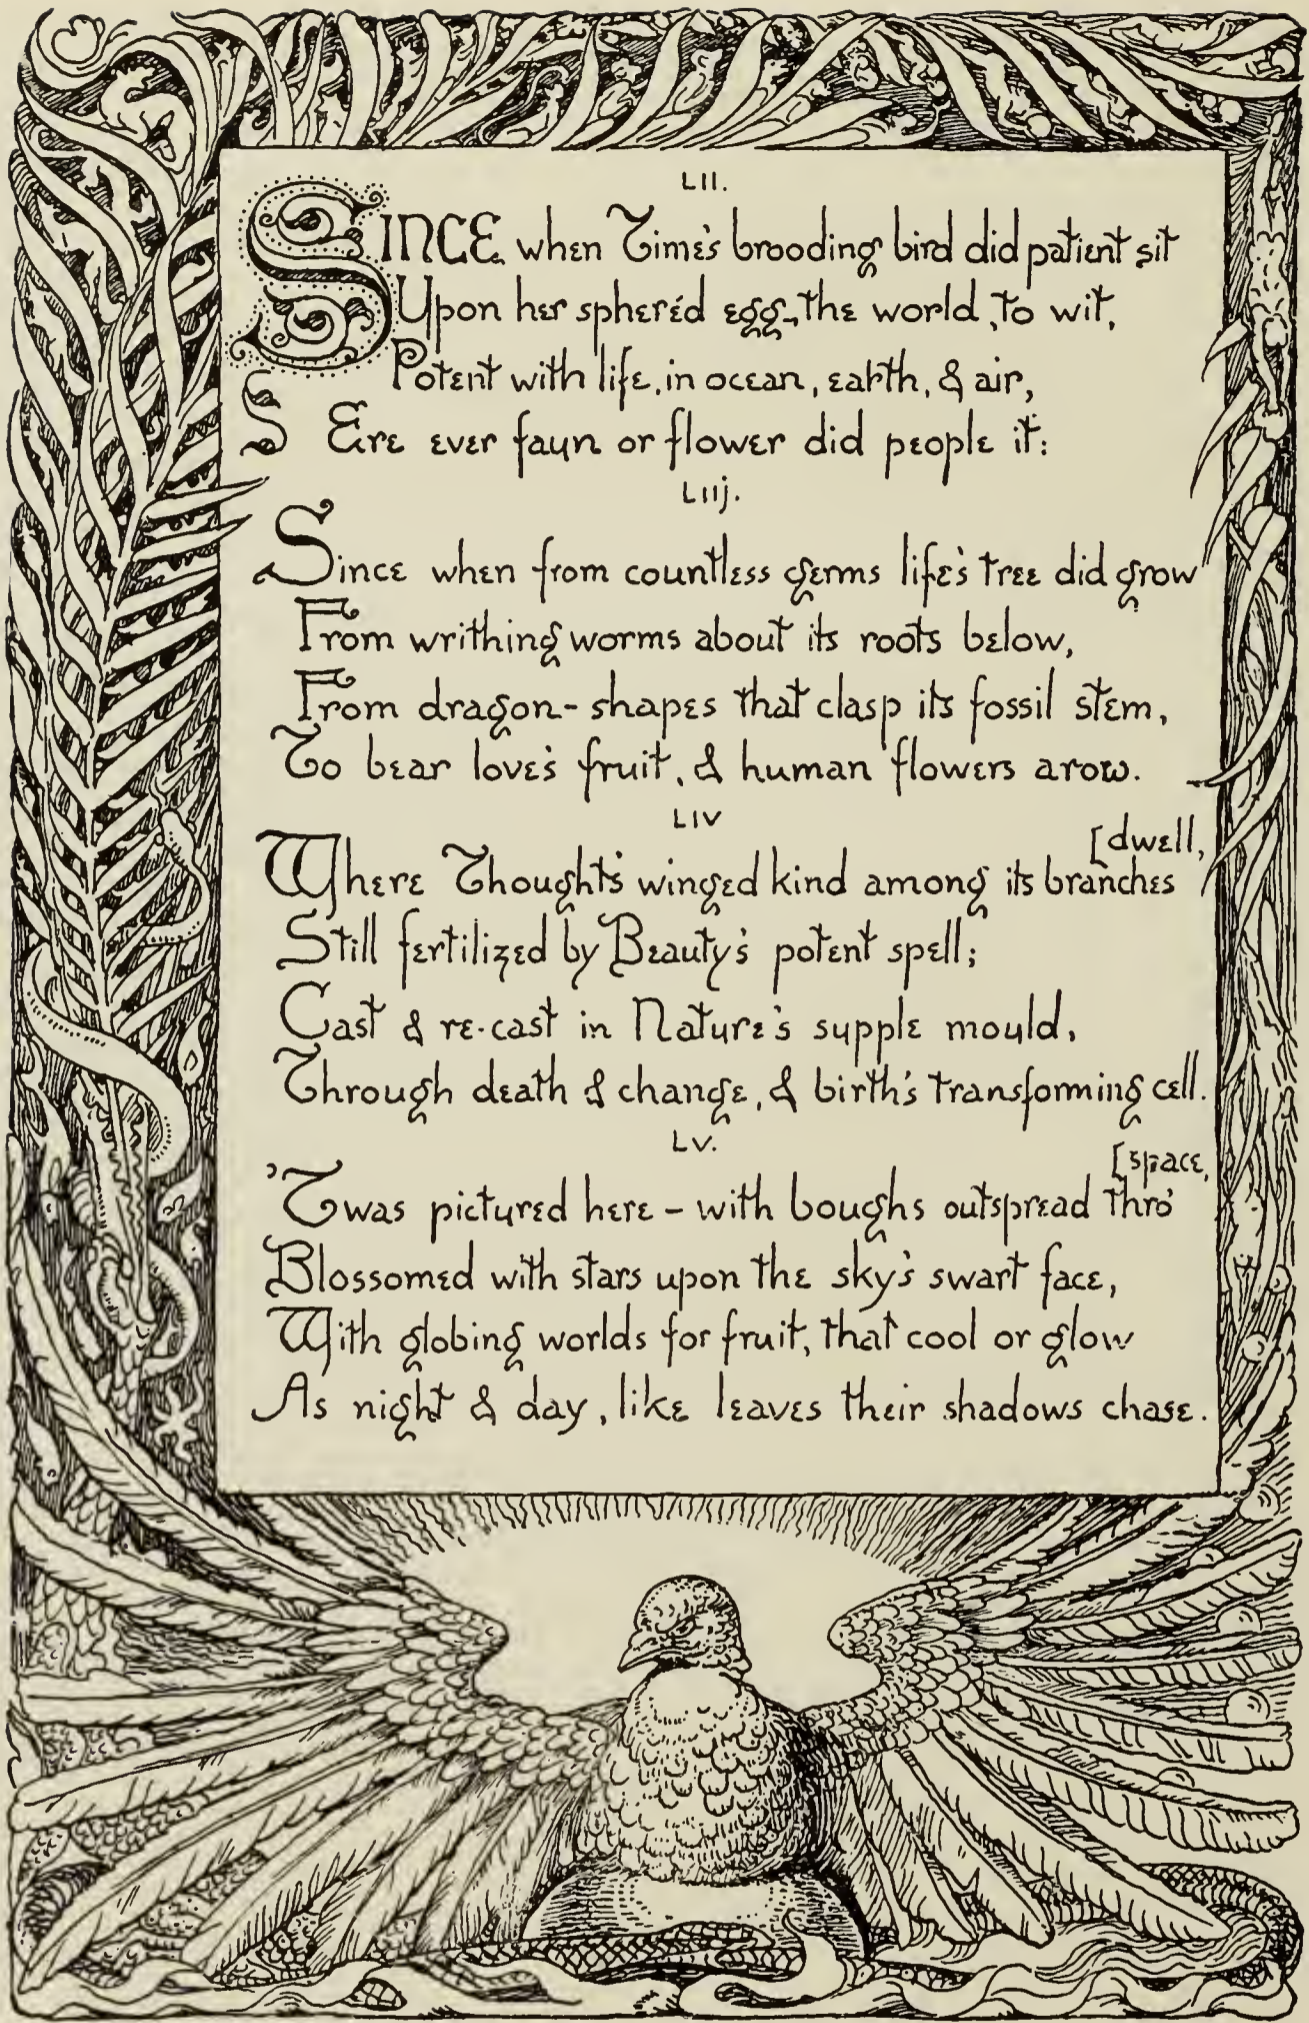 LII.
SINCE when Time's brooding bird did patient sit
Upon her spheréd egg–, the world, to wit,
Potent with life, in ocean, earth, & air,
S Ere ever faun or flower did people it:
LIIj.
Since when from countless germs life's tree did grow
From writhing worms about its roots below,
From dragon-shapes that clasp its fossil stem,
To bear love's fruit, & human flowers arow.
LIV
[dwell,
Where Thought's winged kind among its branches
Still fertilized by Beauty's potent spell;
Cast & re-cast in Nature's supple mould,
Through death & change, & birth's transforming cell.
LV.
[space,
'Twas pictured here – with boughs outspread thro'
Blossomed with stars upon the sky's swart face,
With globing worlds for fruit, that cool or glow
As night & day, like leaves their shadows chase.